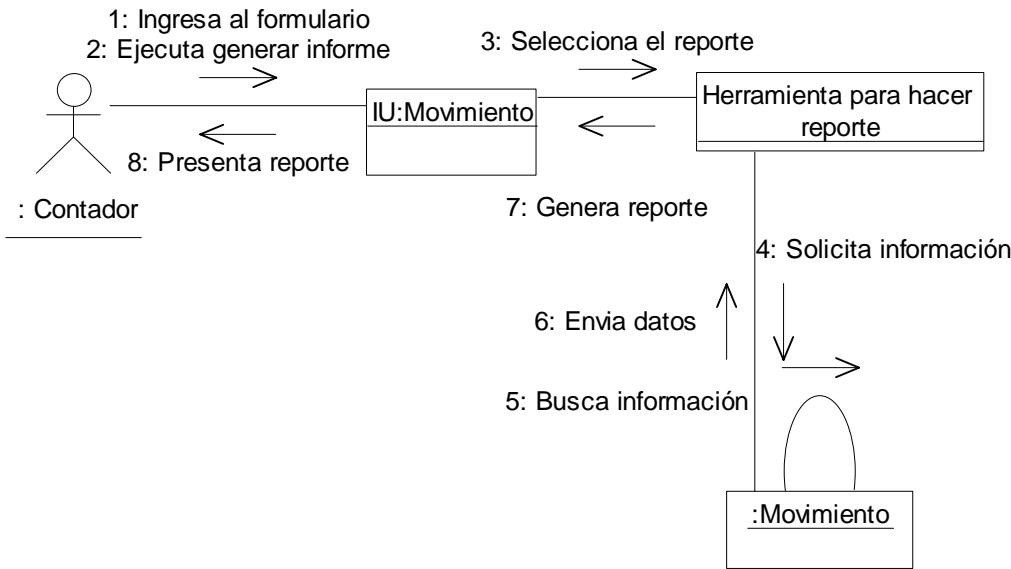 1: Ingresa al formulario
2: Ejecuta generar informe
3: Selecciona el reporte
Herramienta para hacer
reporte
IU:Movimiento
8: Presenta reporte
: Contador
7: Genera reporte
4: Solicita información
6: Envia datos
5: Busca información
:Movimiento